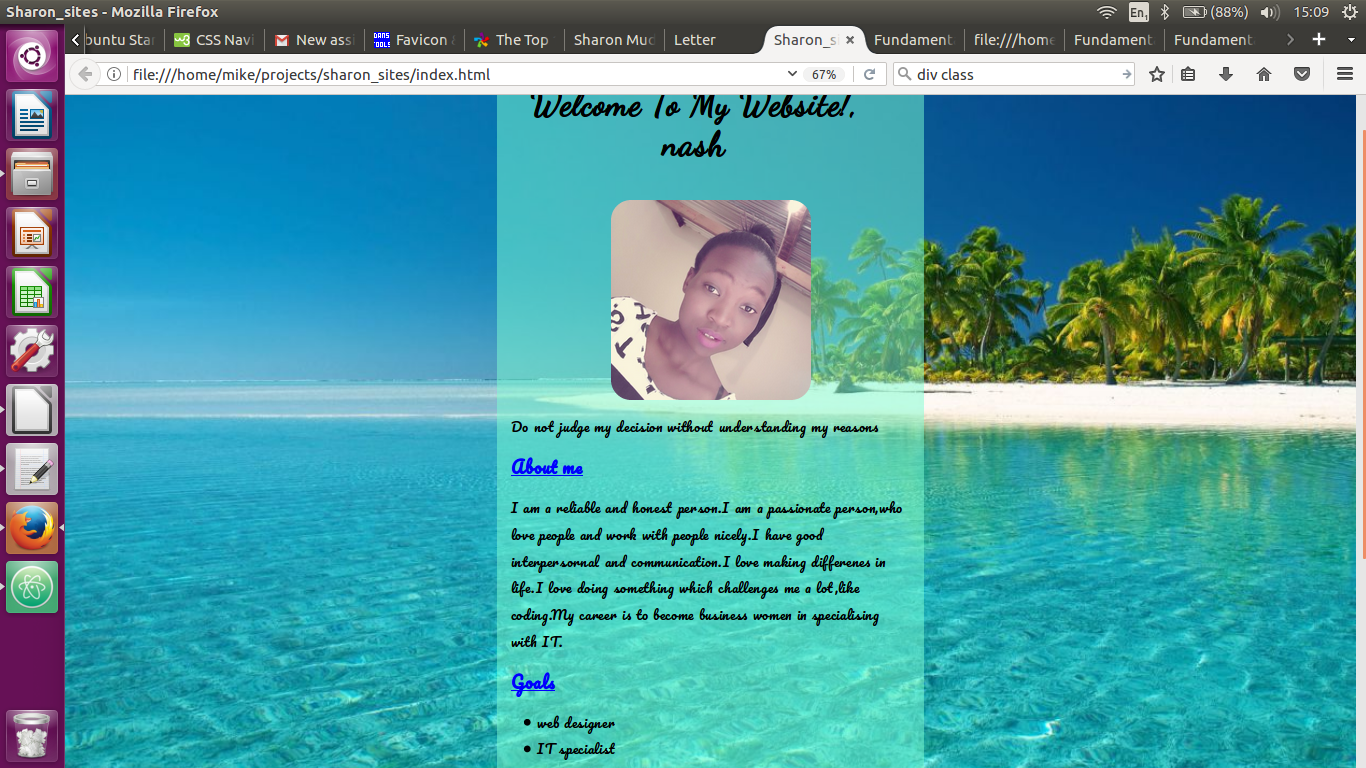 Sharon_sites - Mozilla Firefox
En₁ (88%) 15:09
buntu Star CSS Navi New assi Favicon & The Top Sharon Muc Letter Sharon_s Fundament file:///home Fundament Fundament
file:///home/mike/projects/sharon_sites/index.html 67% div class
Welcome To My Website!,
nash
Do not judge my decision without understanding my reasons
About me
I am a reliable and honest person.I am a passionate person,who
love people and work with people nicely.I have good
interpersornal and communication.I love making differenes in
life.I love doing something which challenges me a lot,like
coding.My career is to become business women in specialising
with IT.
Goals
web designer
IT specialist